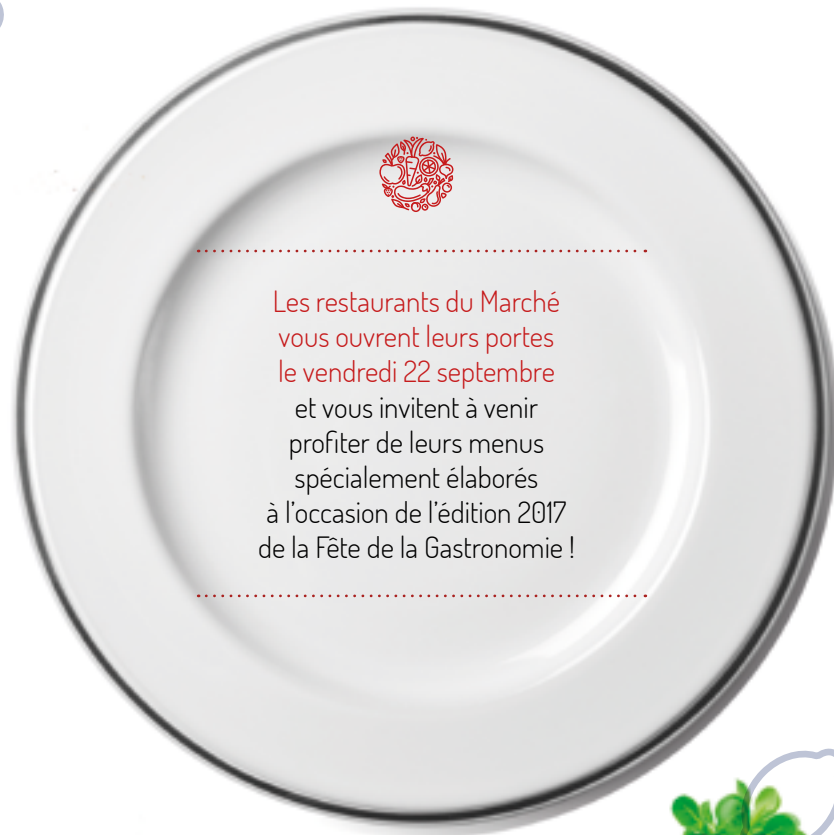 Les restaurants du Marché
vous ouvrent leurs portes
le vendredi 22 septembre
et vous invitent à venir
profiter de leurs menus
spécialement élaborés
à l’occasion de l’édition 2017
de la Fête de la Gastronomie !